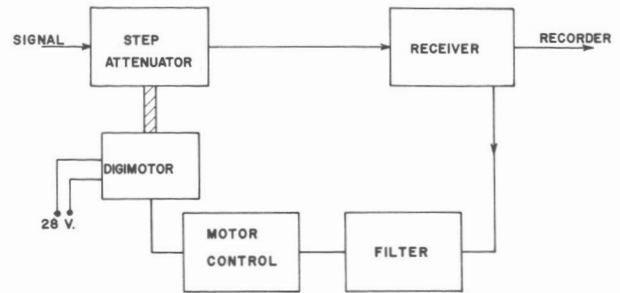 SIGNAL
STEP
ATTENUATOR
RECEIVER
RECORDER
DIGIMOTOR
28 V.
MOTOR
CONTROL
FILTER